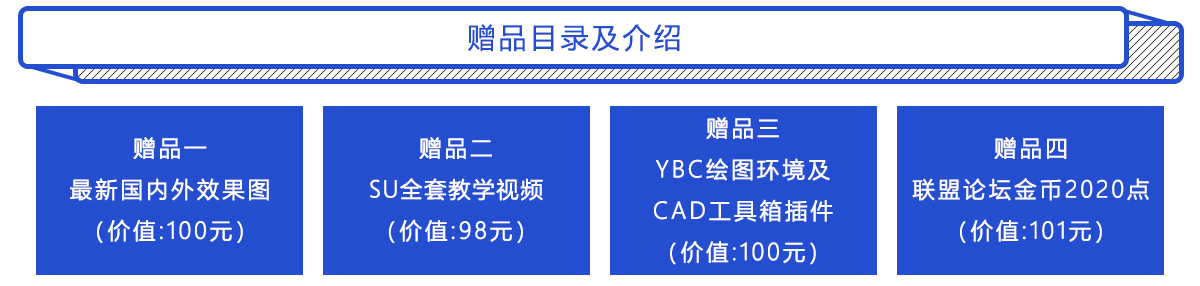 赠品目录及介绍
赠品一
最新国内外效果图
(价值:100元)
赠品二
SU全套教学视频
(价值:98元)
赠品三
YBC绘图环境及
CAD工具箱插件
(价值:100元)
赠品四
联盟论坛金币2020点
(价值:101元)